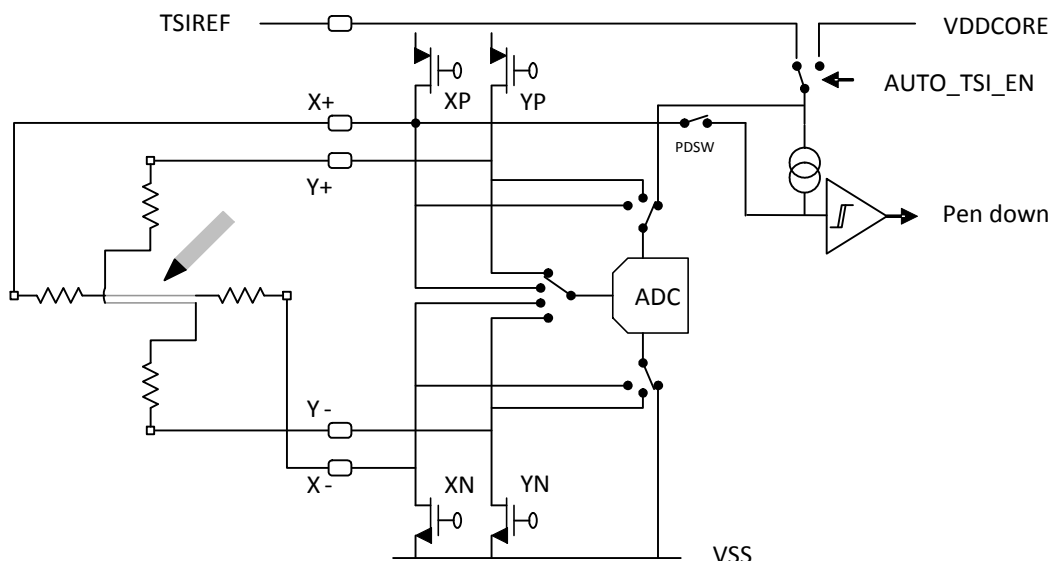 TSIREF
VDDCORE
AUTO_TSI_EN
XP
YP
X+
PDSW
Y+
Pen down
ADC
Y -
XN
YN
X -
VSS